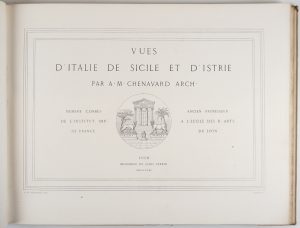 VUES
D'ITALIE DE SICILE ET D'ISTRIE
PAR A·M·CHENAVARD ARCH·
MEMBRE CORRES
DE L'INSTITUT IMP.
DE FRANCE
ANCIEN PROFESSEUR
A L'ECOLE DES B·ARTS
DE LYON
LYON